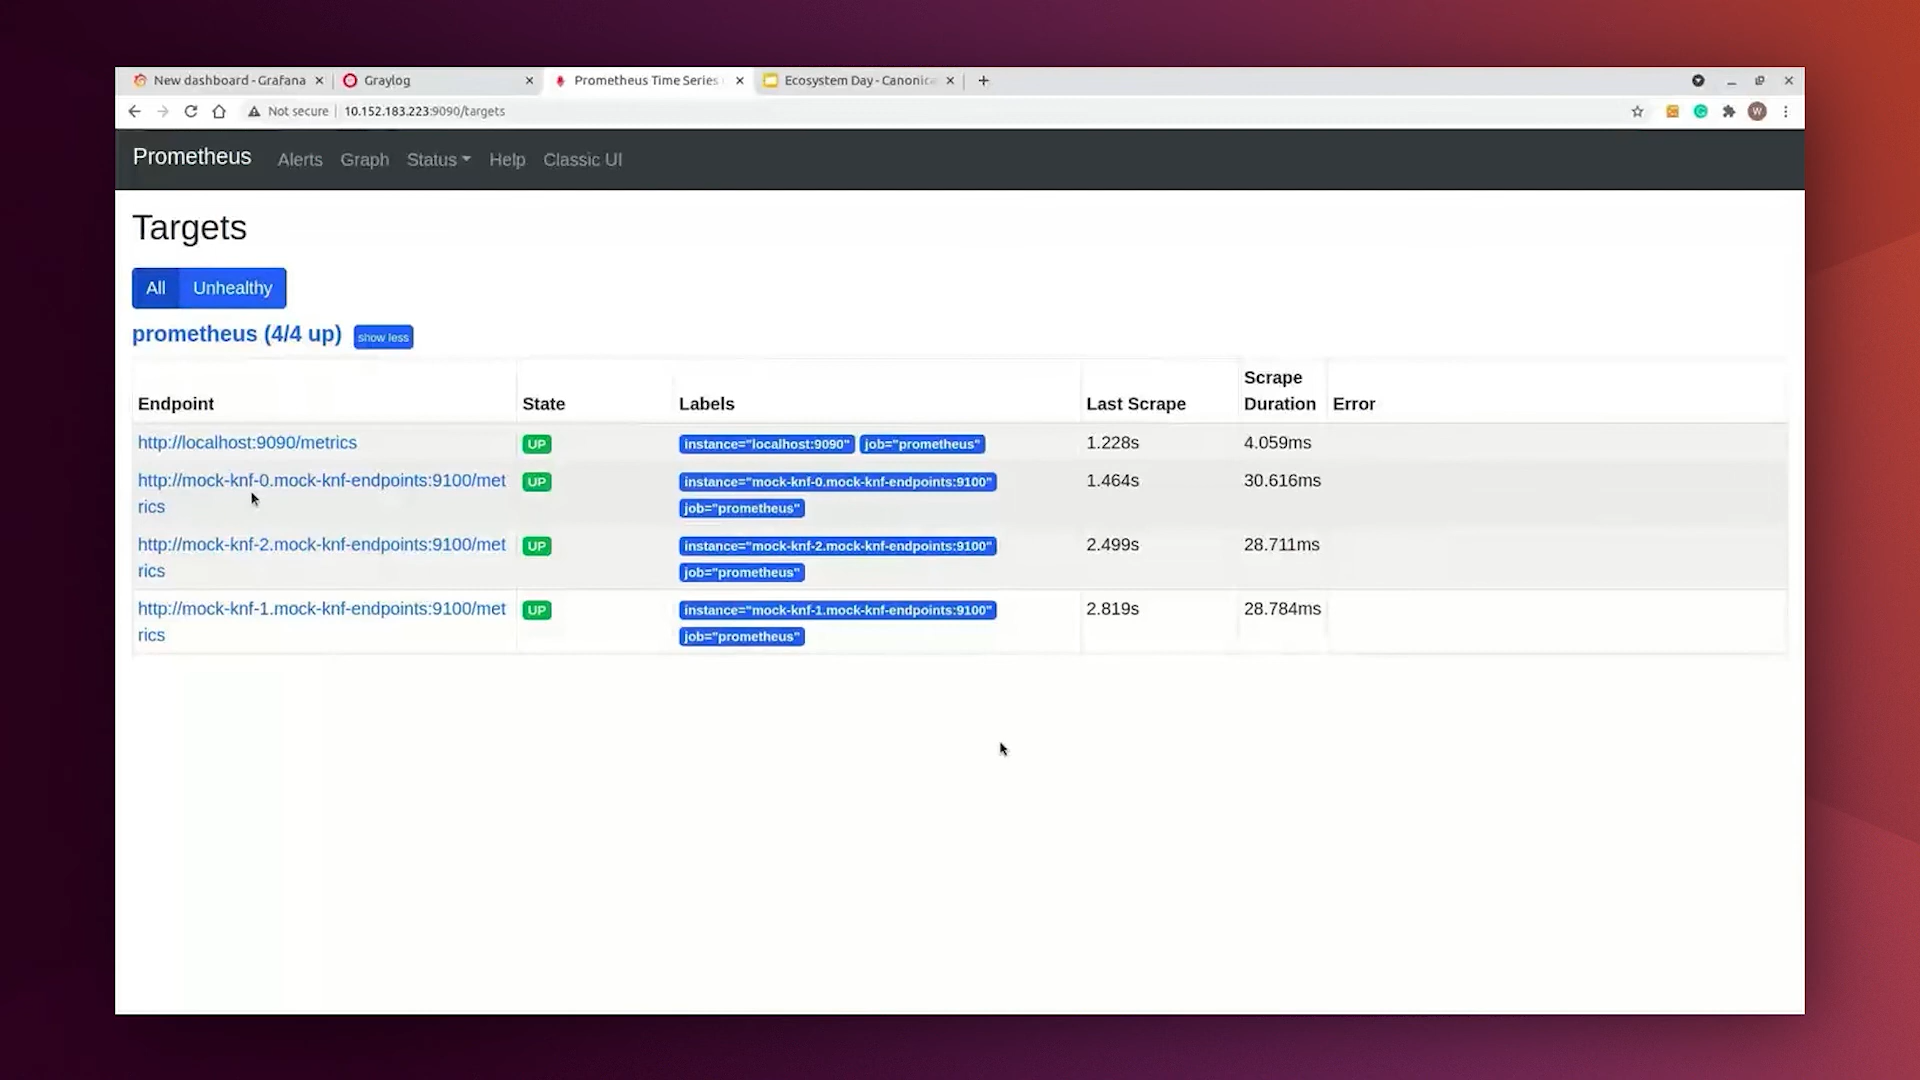 New dashboard - Grafana
Graylog
Prometheus Time Series
Ecosystem Day - Canonica
Not secure
10.152.183.223:9090/targets
W
Prometheus
Alerts
Graph
Status
Help
Classic UI
Targets
All
Unhealthy
prometheus (4/4 up)
show less
Endpoint
State
Labels
Last Scrape
Scrape
Duration
Error
http://localhost:9090/metrics
UP
instance="localhost:9090"
job="prometheus"
1.228s
4.059ms
http://mock-knf-0.mock-knf-endpoints:9100/met
rics
UP
instance="mock-knf-0.mock-knf-endpoints:9100"
job="prometheus"
1.464s
30.616ms
http://mock-knf-2.mock-knf-endpoints:9100/met
rics
UP
instance="mock-knf-2.mock-knf-endpoints:9100"
job="prometheus"
2.499s
28.711ms
http://mock-knf-1.mock-knf-endpoints:9100/met
rics
UP
instance="mock-knf-1.mock-knf-endpoints:9100"
job="prometheus"
2.819s
28.784ms